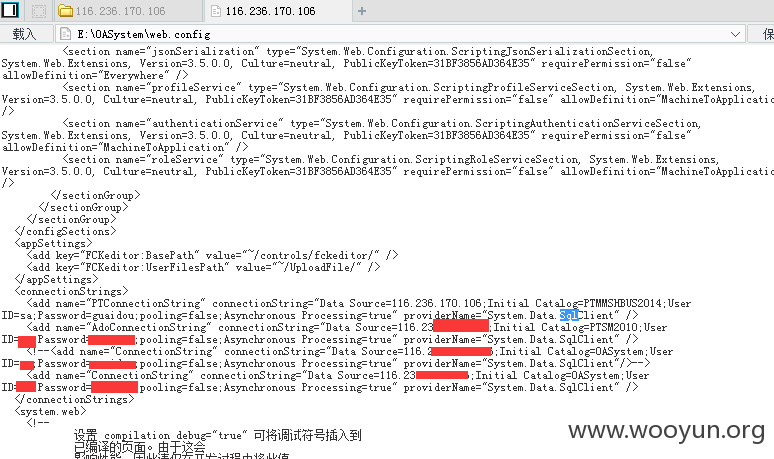 116.236.170.106
116.236.170.106
载入
E:\OASystem\web.config
保
<section name="jsonSerialization" type="System.Web.Configuration.ScriptingJsonSerializationSection,
System.Web.Extensions, Version=3.5.0.0, Culture=neutral, PublicKeyToken=31BF3856AD364E35" requirePermission="false"
allowDefinition="Everywhere" />
<section name="profileService" type="System.Web.Configuration.ScriptingProfileServiceSection, System.Web.Extensions,
Version=3.5.0.0, Culture=neutral, PublicKeyToken=31BF3856AD364E35" requirePermission="false" allowDefinition="MachineToApplication"
/>
<section name="authenticationService" type="System.Web.Configuration.ScriptingAuthenticationServiceSection,
System.Web.Extensions, Version=3.5.0.0, Culture=neutral, PublicKeyToken=31BF3856AD364E35" requirePermission="false"
allowDefinition="MachineToApplication" />
<section name="roleService" type="System.Web.Configuration.ScriptingRoleServiceSection, System.Web.Extensions,
Version=3.5.0.0, Culture=neutral, PublicKeyToken=31BF3856AD364E35" requirePermission="false" allowDefinition="MachineToApplication"
/>
</sectionGroup>
</sectionGroup>
</sectionGroup>
</configSections>
<appSettings>
<add key="FCKeditor:BasePath" value="~/controls/fckeditor/" />
<add key="FCKeditor:UserFilesPath" value="~/UploadFile/" />
</appSettings>
<connectionStrings>
<add name="PTConnectionString" connectionString="Data Source=116.236.170.106;Initial Catalog=PTMMSHBUS2014;User
ID=sa;Password=guaidou;pooling=false;Asynchronous Processing=true" providerName="System.Data.SqlClient" />
<add name="AdoConnectionString" connectionString="Data Source=116.23 ;Initial Catalog=PTSM2010;User
ID= Password= pooling=false;Asynchronous Processing=true" providerName="System.Data.SqlClient"/>
<!--<add name="ConnectionString" connectionString="Data Source=116.2 ;Initial Catalog=OASystem;User
ID= ;Password= pooling=false;Asynchronous Processing=true" providerName="System.Data.SqlClient"/>-->
<add name="ConnectionString" connectionString="Data Source=116.23 ;Initial Catalog=OASystem;User
ID= Password= pooling=false;Asynchronous Processing=true" providerName="System.Data.SqlClient" />
</connectionStrings>
<system.web>
<!--
设置 compilation debug="true" 可将调试符号插入到
已编译的页面。由于这会
www.wooyun.org